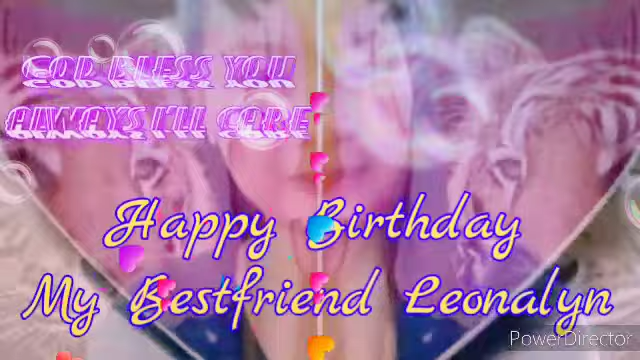 GOD BLESS YOU
ALWAYS I'LL CARE
Happy Birthday
My Bestfriend Leonalyn
PowerDirector